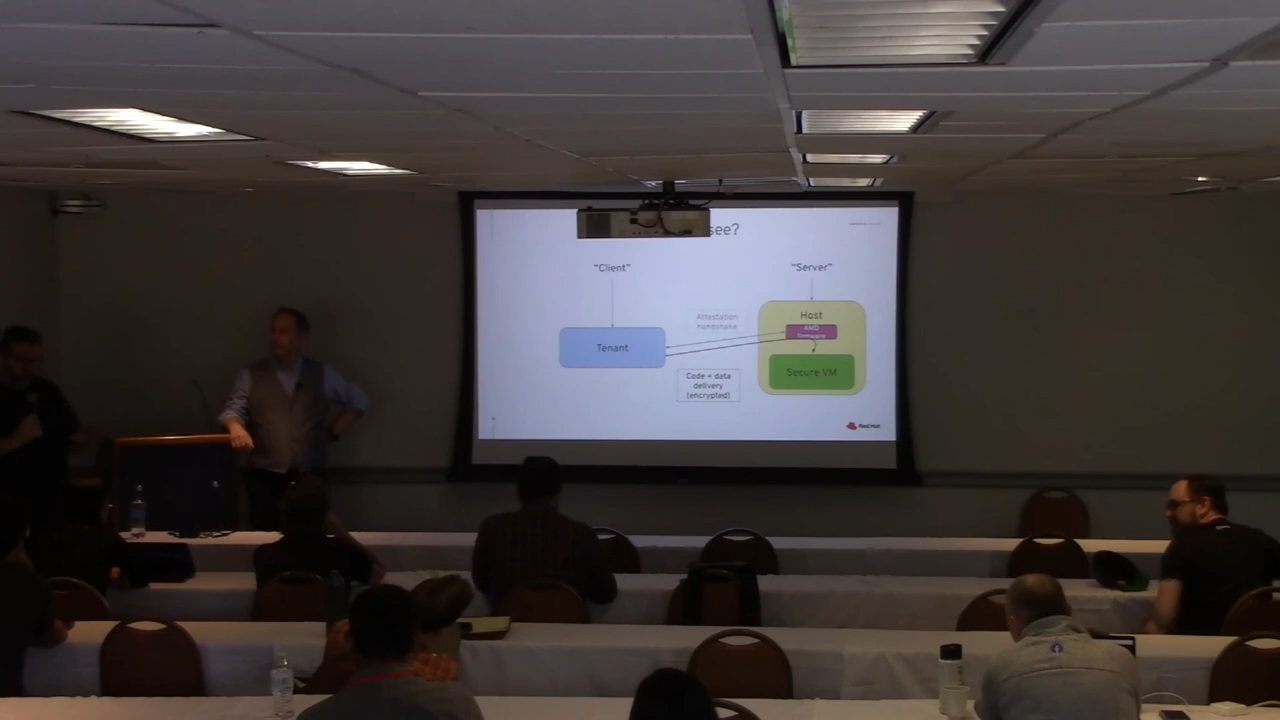 see?
"Client"
"Server"
Attestation
handshake
Host
AMD
firmware
Tenant
Secure VM
Code + data
delivery
(encrypted)
Red Hat